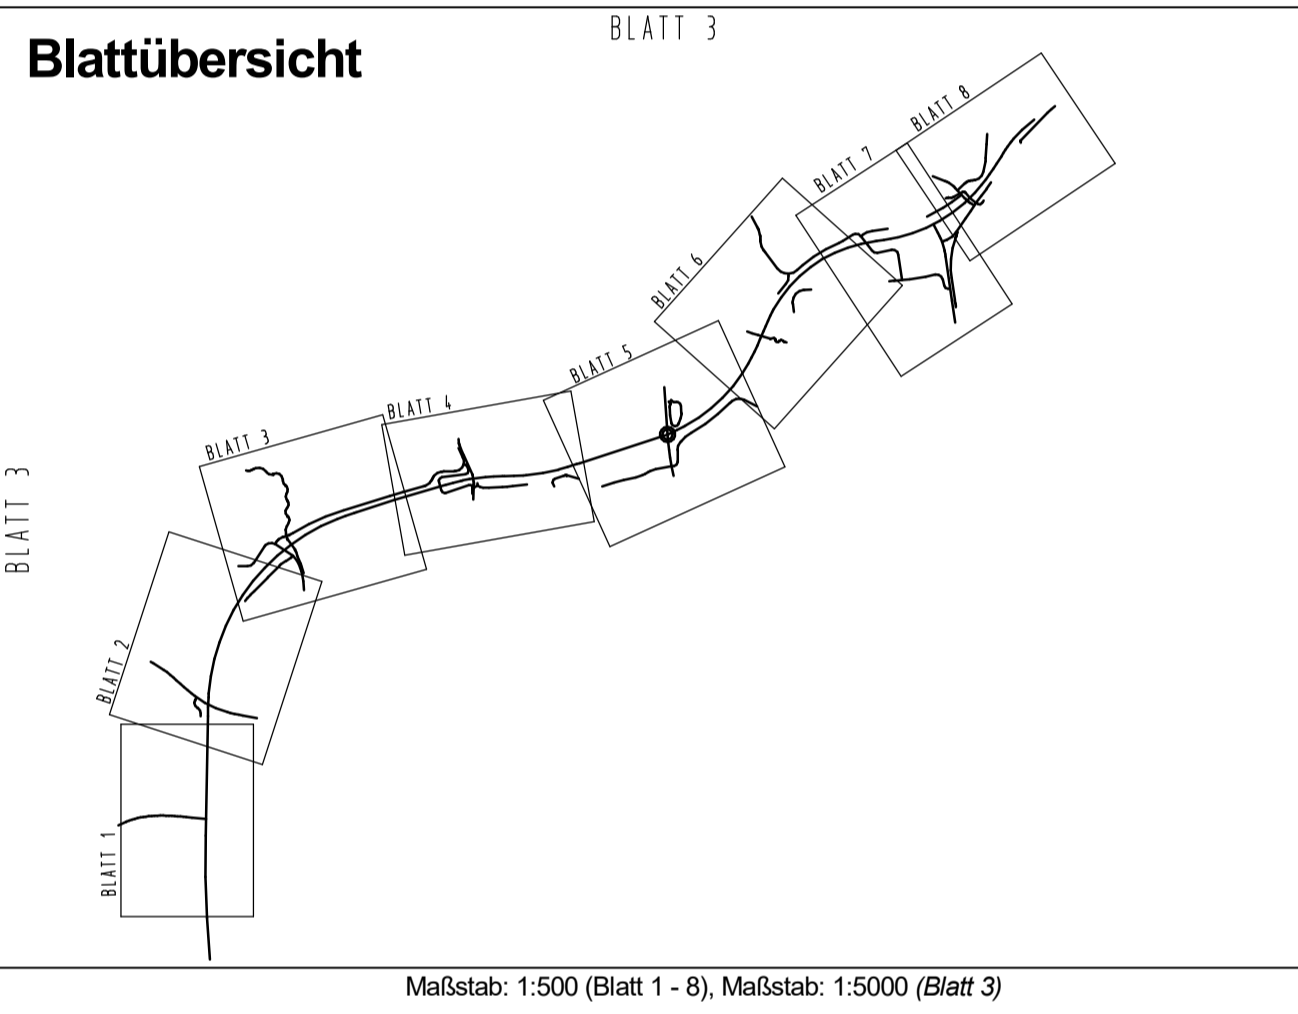 BLATT 3
Blattübersicht
BLATT 8
BLATT 7
BLATT 6
BLATT 5
BLATT 4
BLATT 3
BLATT 3
BLATT 2
BLATT 1
Maßstab: 1:500 (Blatt 1 - 8), Maßstab: 1:5000 (Blatt 3)